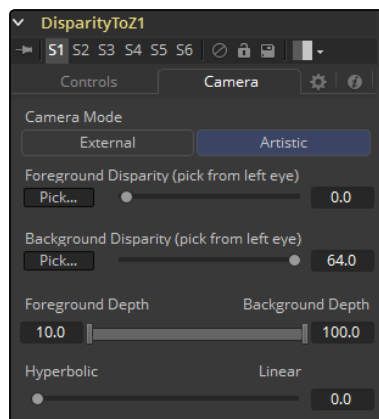 DisparityToZ1
S1 S2 S3 S4 S5 S6
Controls Camera
Camera Mode
External Artistic
Foreground Disparity (pick from left eye)
Pick... 0.0
Background Disparity (pick from left eye)
Pick... 64.0
Foreground Depth Background Depth
10.0 100.0
Hyperbolic Linear
0.0